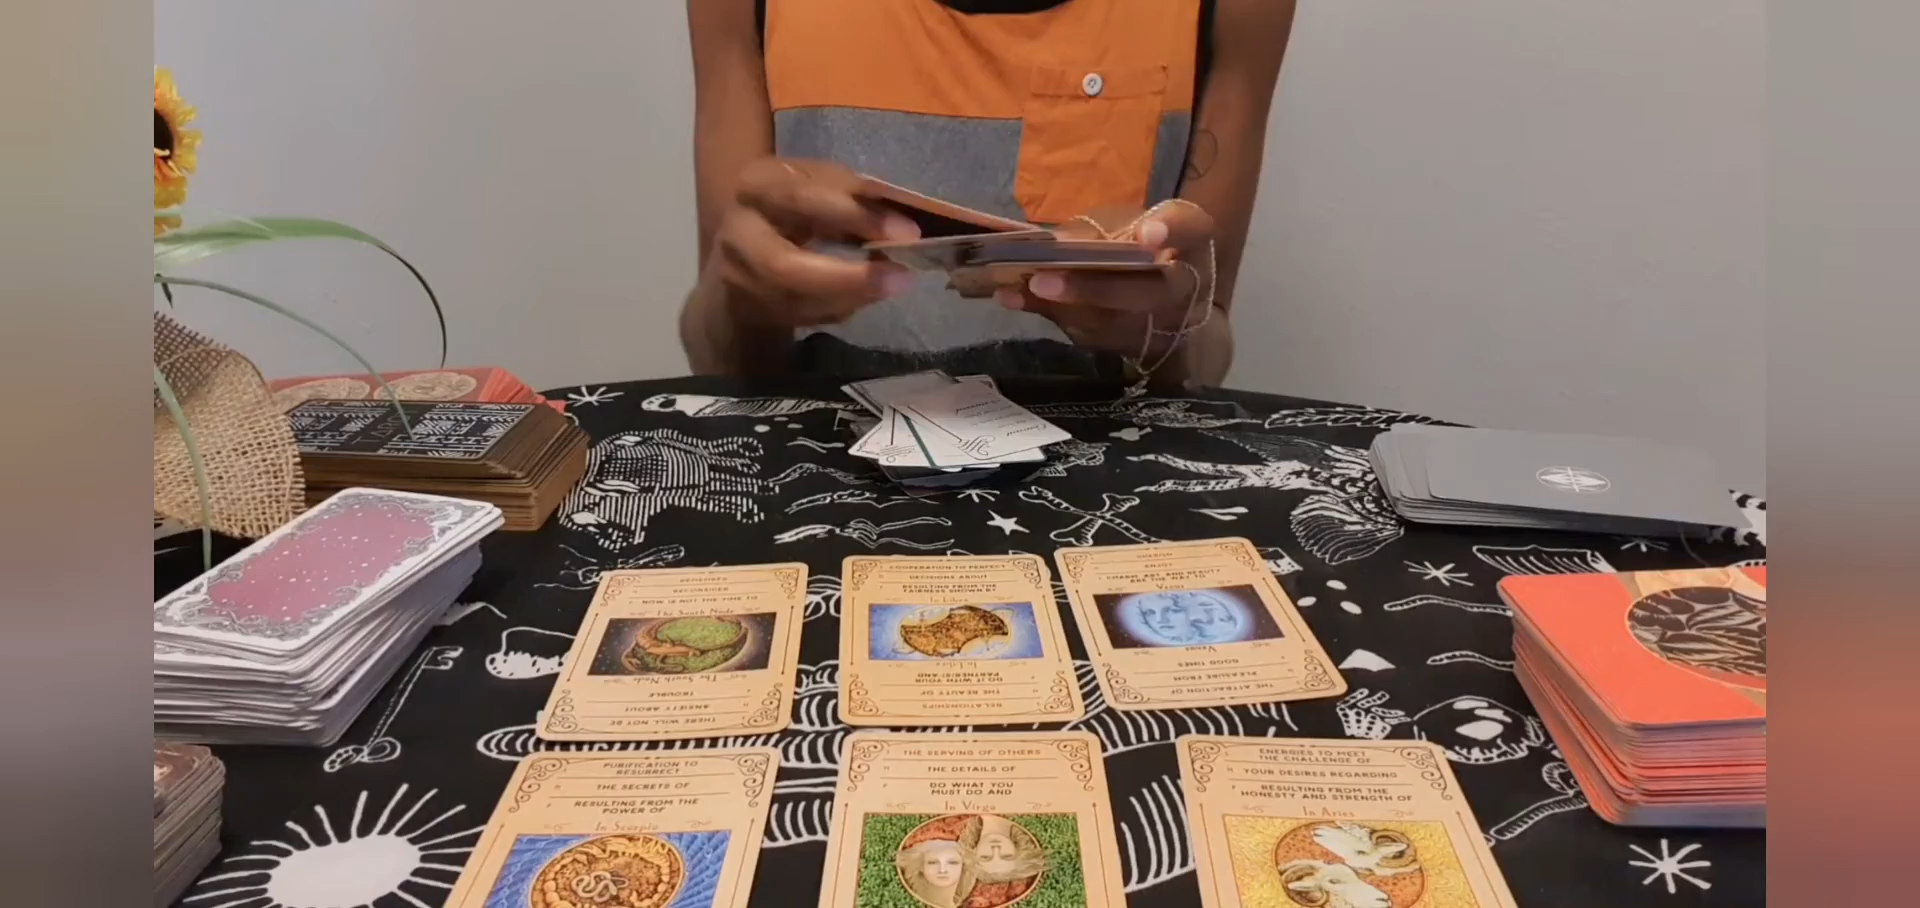 REMEMBER
RECONSIDER
NOW IS NOT THE TIME TO
The South Node
The South Node
TROUBLE
ANXIETY ABOUT
THERE WILL NOT BE
COOPERATION TO PERFECT
DECISIONS ABOUT
RESULTING FROM THE
FAIRNESS SHOWN BY
In Libra
In Libra
DO IT WITH YOUR
PARTNER(S) AND
THE BEAUTY OF
RELATIONSHIPS
CHERISH
ENJOY
CHARM, ART AND BEAUTY
ARE THE WAY TO
Venus
Venus
GOOD TIMES
PLEASURE FROM
THE ATTRACTION OF
PURIFICATION TO
RESURRECT
THE SECRETS OF
RESULTING FROM THE
POWER OF
In Scorpio
THE SERVING OF OTHERS
THE DETAILS OF
DO WHAT YOU
MUST DO AND
In Virgo
ENERGIES TO MEET
THE CHALLENGE OF
YOUR DESIRES REGARDING
RESULTING FROM THE
HONESTY AND STRENGTH OF
In Aries